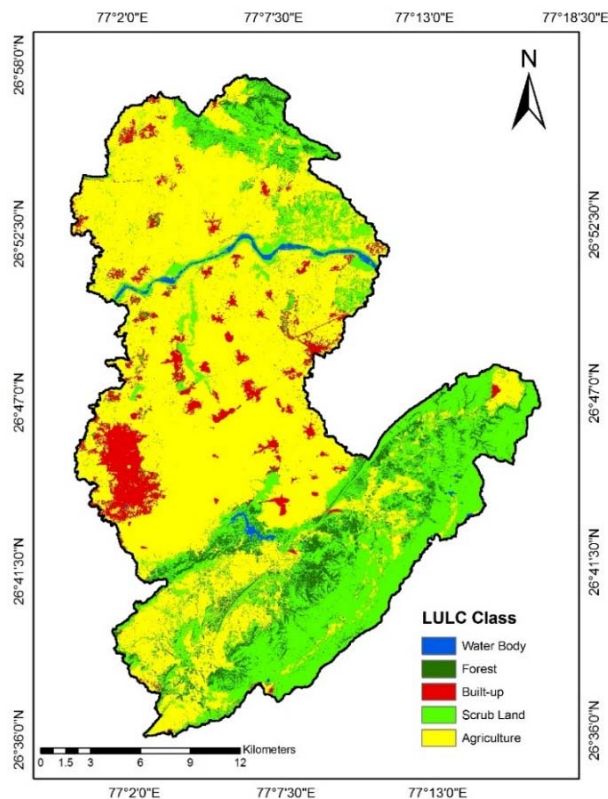 77°2'0"E 77°7'30"E 77°13'0"E 77°18'30"E
26°58'0"N
N
26°52'30"N 26°52'30"N
26°47'0"N 26°47'0"N
26°41'30"N 26°41'30"N
26°36'0"N 26°36'0"N
LULC Class
Water Body
Forest
Built-up
Scrub Land
Agriculture
Kilometers
0 1.5 3 6 9 12
77°2'0"E 77°7'30"E 77°13'0"E